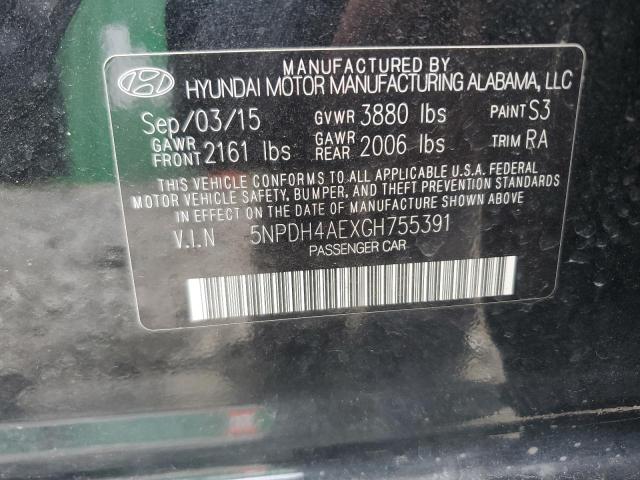 MANUFACTURED BY
HYUNDAI MOTOR MANUFACTURING ALABAMA, LLC
Sep/03/15 GVWR 3880 lbs PAINT S3
GAWR FRONT 2161 lbs GAWR REAR 2006 lbs TRIM RA
THIS VEHICLE CONFORMS TO ALL APPLICABLE U.S.A. FEDERAL
MOTOR VEHICLE SAFETY, BUMPER, AND THEFT PREVENTION STANDARDS
IN EFFECT ON THE DATE OF MANUFACTURE SHOWN ABOVE.
V.I.N 5NPDH4AEXGH755391
PASSENGER CAR